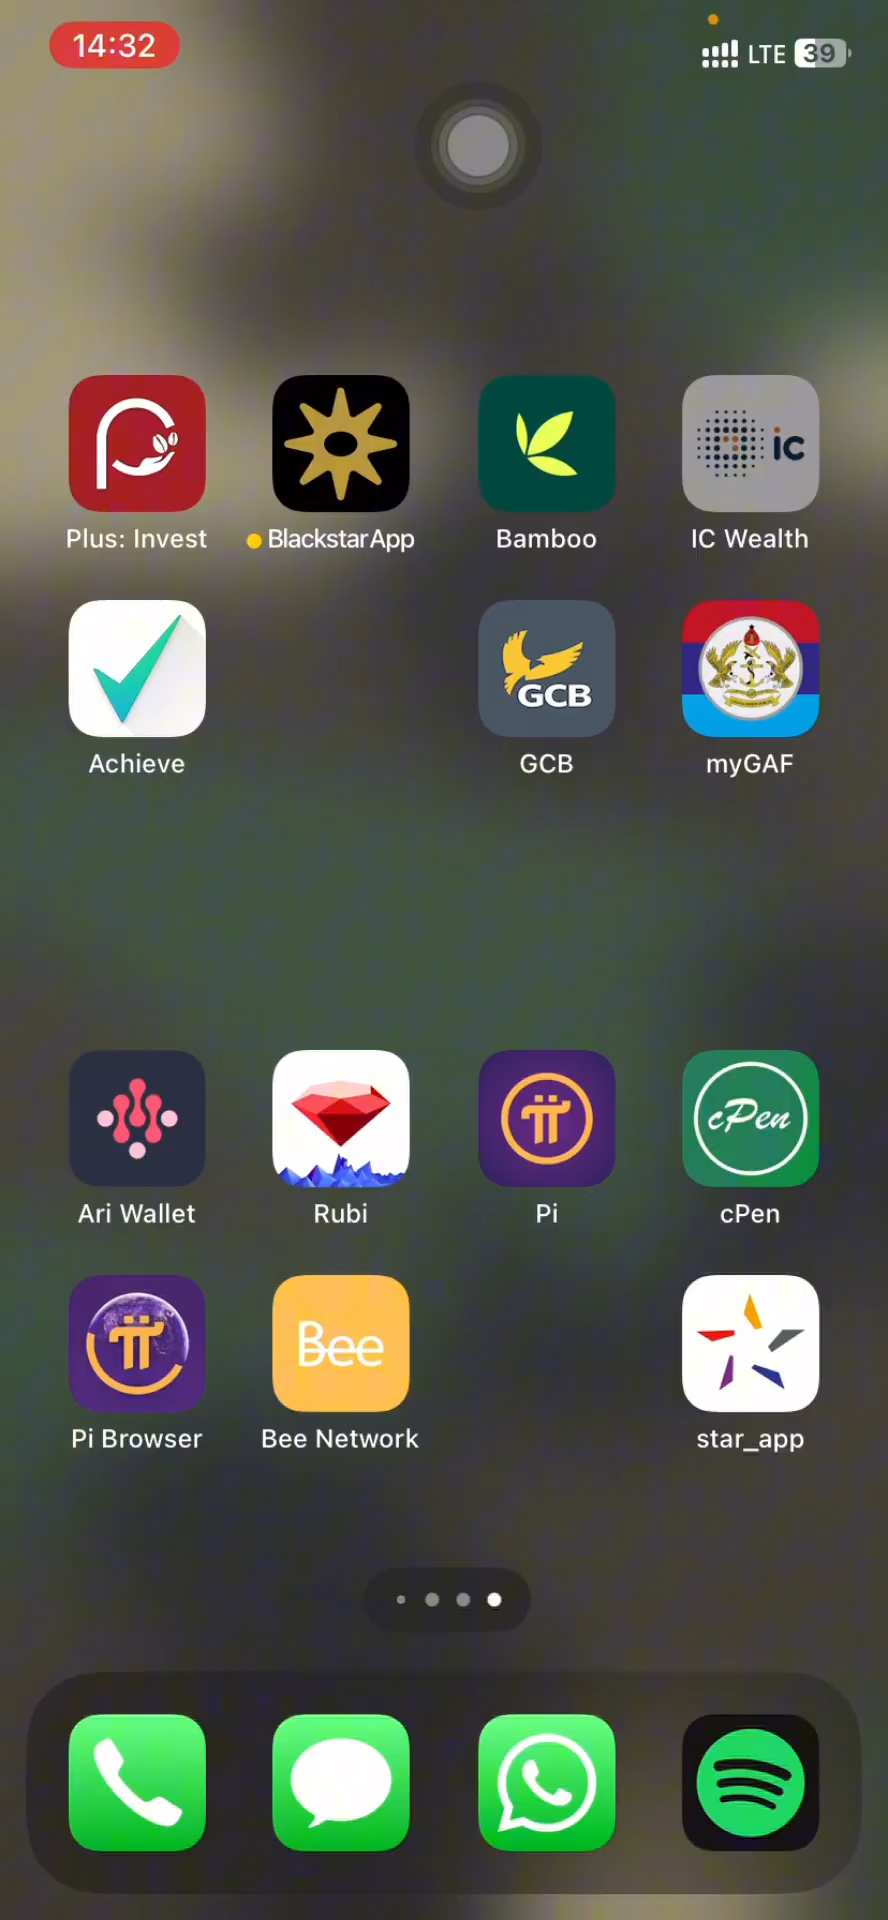 14:32
LTE 39
ic
Plus: Invest
BlackstarApp
Bamboo
IC Wealth
GCB
Achieve
GCB
myGAF
cPen
Ari Wallet
Rubi
Pi
cPen
Bee
Pi Browser
Bee Network
star_app